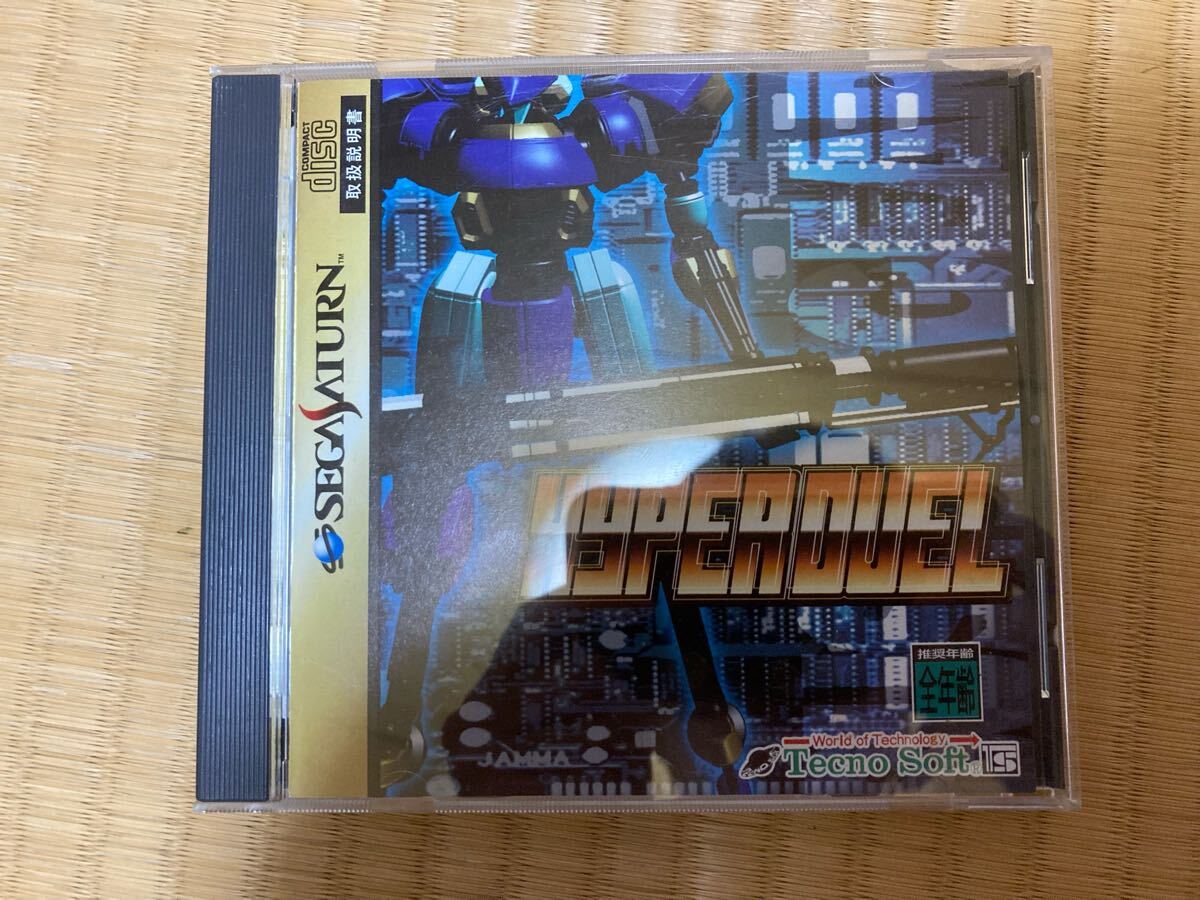 COMPACT
disc
取扱説明書
SEGA SATURN™
HYPERDUEL
推奨年齢
全年齢
JAMMA
World of Technology
Tecno Soft®